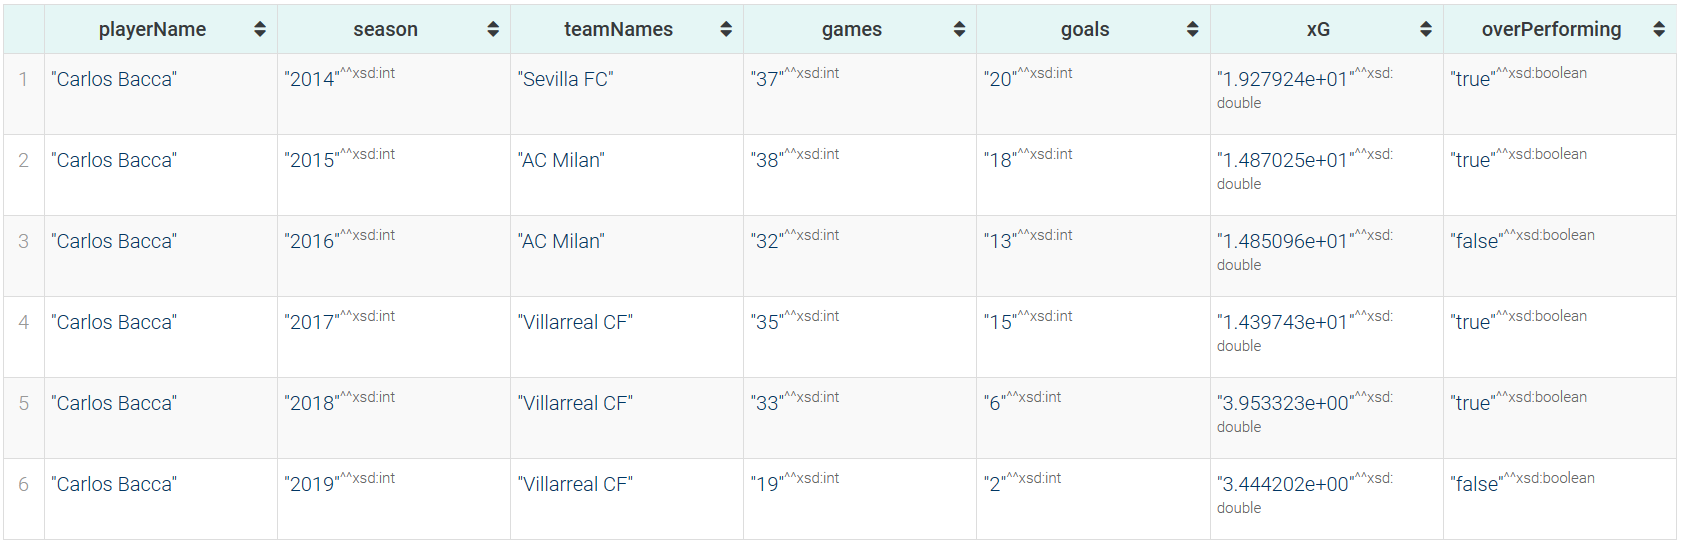 playerName season teamNames games goals xG overPerforming
1 "Carlos Bacca" "2014"^^xsd:int "Sevilla FC" "37"^^xsd:int "20"^^xsd:int "1.927924e+01"^^xsd: "true"^^xsd:boolean
double
2 "Carlos Bacca" "2015"^^xsd:int "AC Milan" "38"^^xsd:int "18"^^xsd:int "1.487025e+01"^^xsd: "true"^^xsd:boolean
double
3 "Carlos Bacca" "2016"^^xsd:int "AC Milan" "32"^^xsd:int "13"^^xsd:int "1.485096e+01"^^xsd: "false"^^xsd:boolean
double
4 "Carlos Bacca" "2017"^^xsd:int "Villarreal CF" "35"^^xsd:int "15"^^xsd:int "1.439743e+01"^^xsd: "true"^^xsd:boolean
double
5 "Carlos Bacca" "2018"^^xsd:int "Villarreal CF" "33"^^xsd:int "6"^^xsd:int "3.953323e+00"^^xsd: "true"^^xsd:boolean
double
6 "Carlos Bacca" "2019"^^xsd:int "Villarreal CF" "19"^^xsd:int "2"^^xsd:int "3.444202e+00"^^xsd: "false"^^xsd:boolean
double